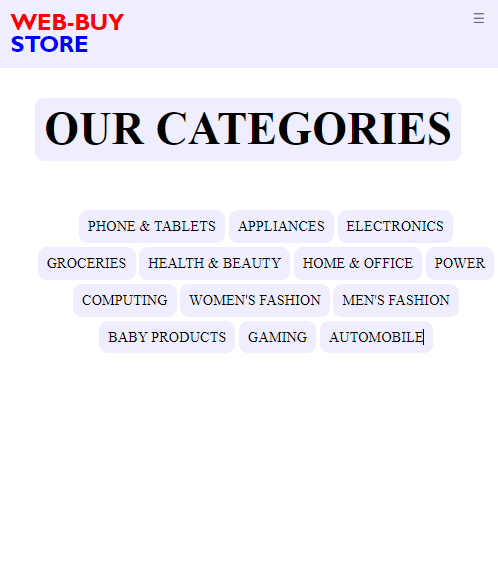 WEB-BUY
STORE
OUR CATEGORIES
PHONE & TABLETS APPLIANCES ELECTRONICS
GROCERIES HEALTH & BEAUTY HOME & OFFICE POWER
COMPUTING WOMEN'S FASHION MEN'S FASHION
BABY PRODUCTS GAMING AUTOMOBILE